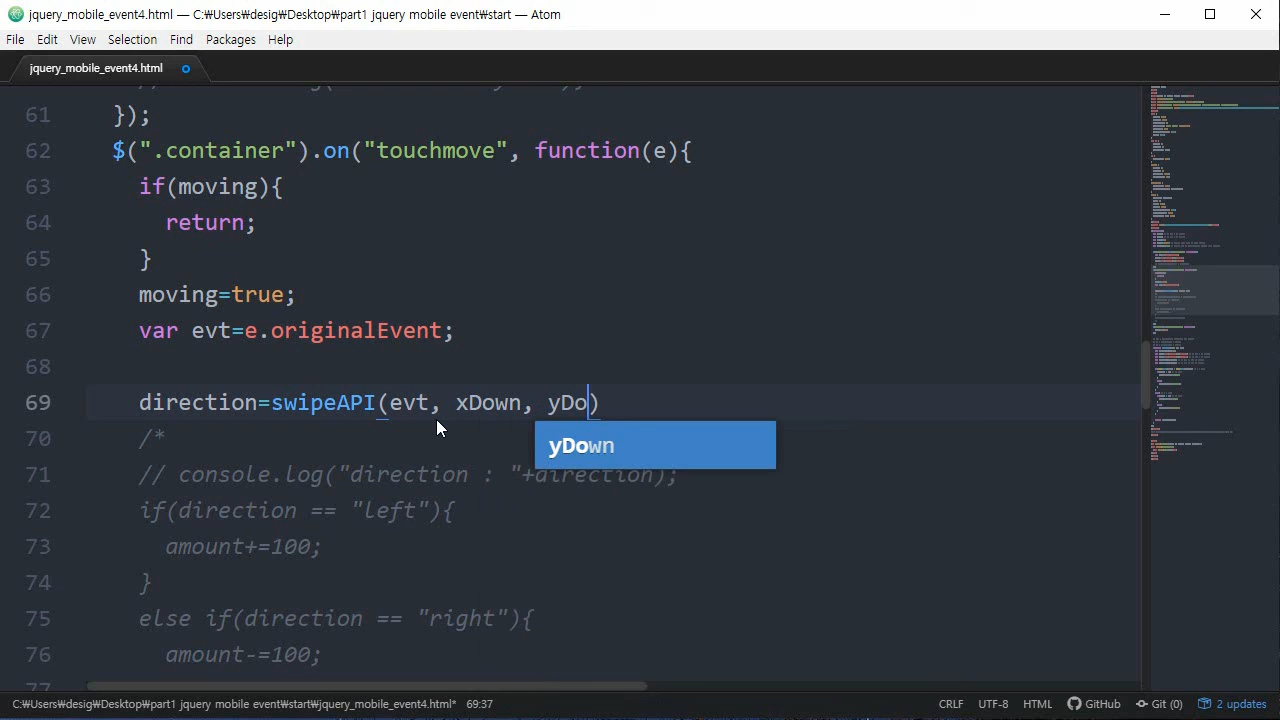 jquery_mobile_event4.html — C:₩Users₩desig₩Desktop₩part1 jquery mobile event₩start — Atom
File Edit View Selection Find Packages Help
jquery_mobile_event4.html
61 });
62 $(".container").on("touchmove", function(e){
63 if(moving){
64 return;
65 }
66 moving=true;
67 var evt=e.originalEvent;
68
69 direction=swipeAPI(evt, xDown, yDo)
yDown
70 /*
71 // console.log("direction : "+direction);
72 if(direction == "left"){
73 amount+=100;
74 }
75 else if(direction == "right"){
76 amount-=100;
77
C:₩Users₩desig₩Desktop₩part1 jquery mobile event₩start₩jquery_mobile_event4.html* 69:37 CRLF UTF-8 HTML GitHub Git (0) 2 updates